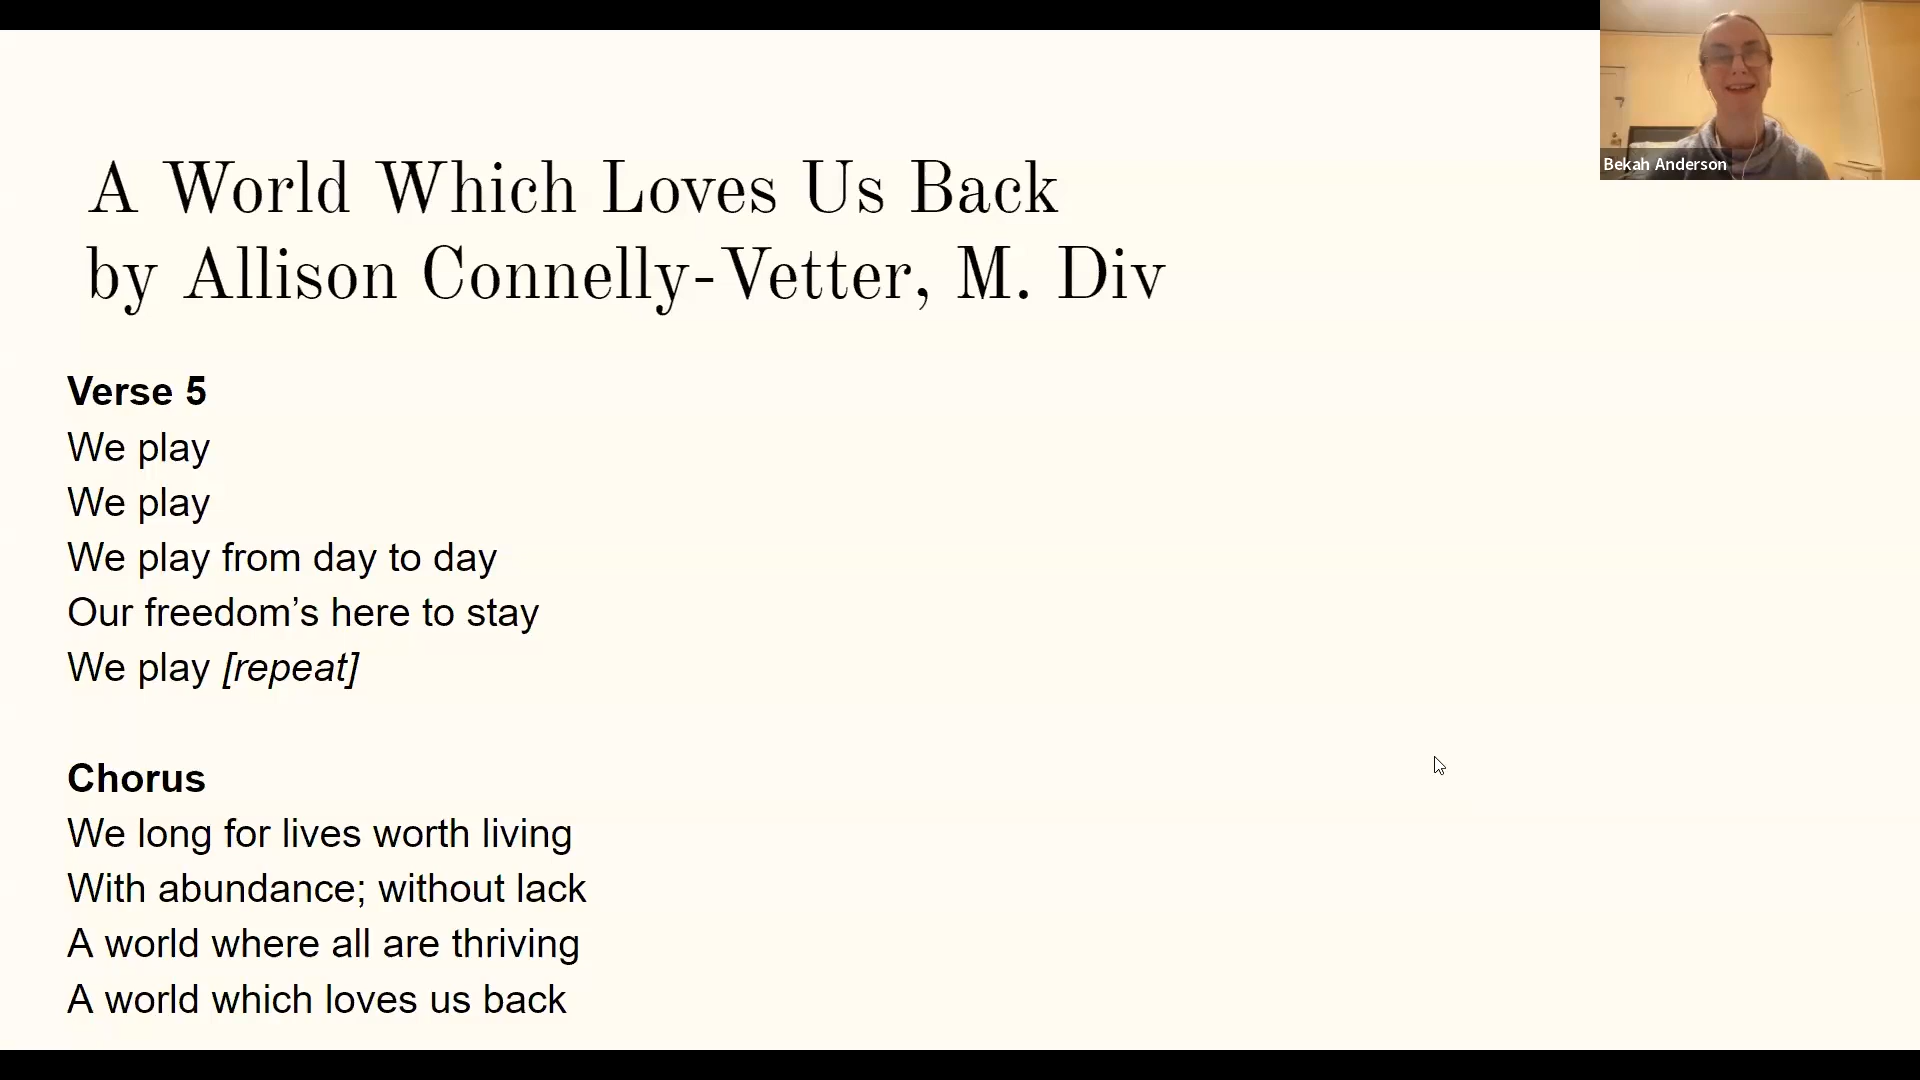 A World Which Loves Us Back
by Allison Connelly-Vetter, M. Div
Verse 5
We play
We play
We play from day to day
Our freedom’s here to stay
We play [repeat]
Chorus
We long for lives worth living
With abundance; without lack
A world where all are thriving
A world which loves us back
Bekah Anderson